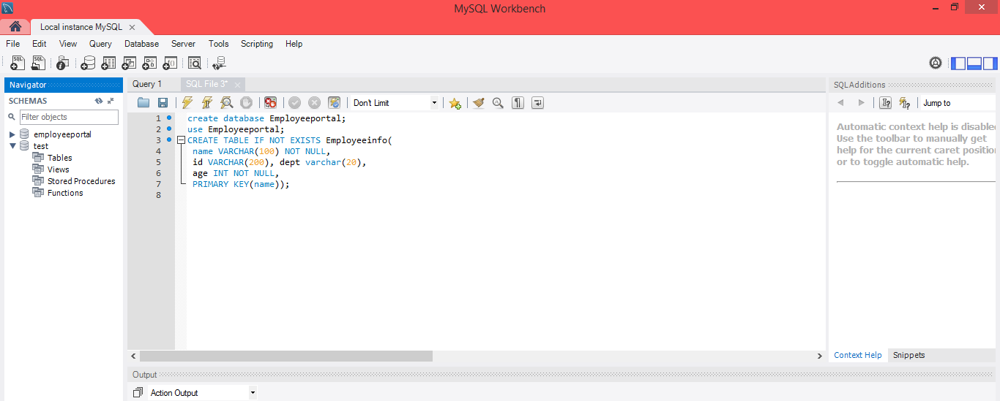 MySQL Workbench
Local instance MySQL
File Edit View Query Database Server Tools Scripting Help
Navigator
SCHEMAS
Filter objects
employeeportal
test
Tables
Views
Stored Procedures
Functions
Query 1 SQL File 3*
Don't Limit
1 create database Employeeportal;
2 use Employeeportal;
3 CREATE TABLE IF NOT EXISTS Employeeinfo(
4 name VARCHAR(100) NOT NULL,
5 id VARCHAR(200), dept varchar(20),
6 age INT NOT NULL,
7 PRIMARY KEY(name));
8
SQLAdditions
Jump to
Automatic context help is disable
Use the toolbar to manually get
help for the current caret position
or to toggle automatic help.
Context Help Snippets
Output
Action Output